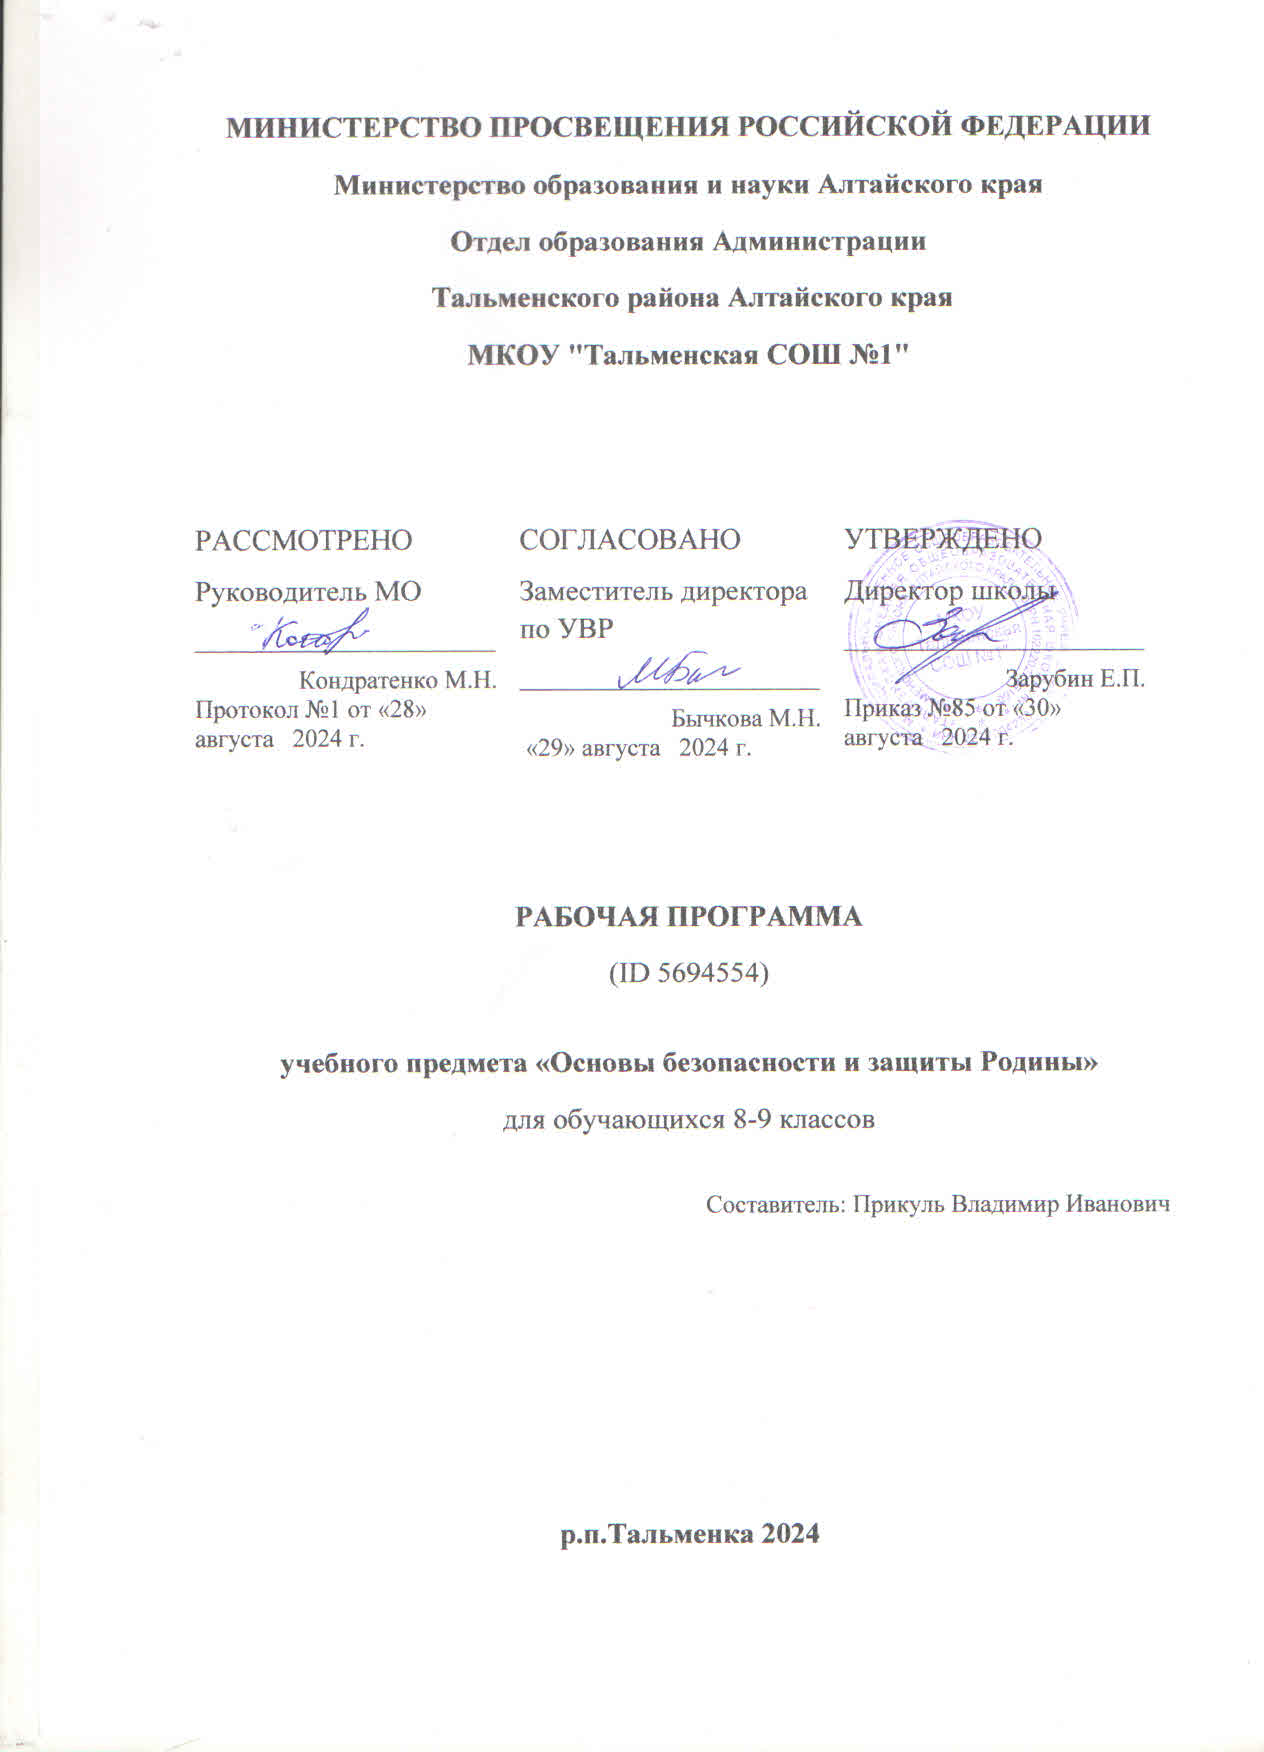 МИНИСТЕРСТВО ПРОСВЕЩЕНИЯ РОССИЙСКОЙ ФЕДЕРАЦИИ
Министерство образования и науки Алтайского края
Отдел образования Администрации
Тальменского района Алтайского края
МКОУ "Тальменская СОШ №1"
РАССМОТРЕНО
Руководитель МО
Кондратенко М.Н.
Протокол №1 от «28»
августа 2024 г.
СОГЛАСОВАНО
Заместитель директора
по УВР
Бычкова М.Н.
«29» августа 2024 г.
УТВЕРЖДЕНО
Директор школы
СОШ №1"
Зарубин Е.П.
Приказ №85 от «30»
августа 2024 г.
РАБОЧАЯ ПРОГРАММА
(ID 5694554)
учебного предмета «Основы безопасности и защиты Родины»
для обучающихся 8-9 классов
Составитель: Прикуль Владимир Иванович
р.п.Тальменка 2024